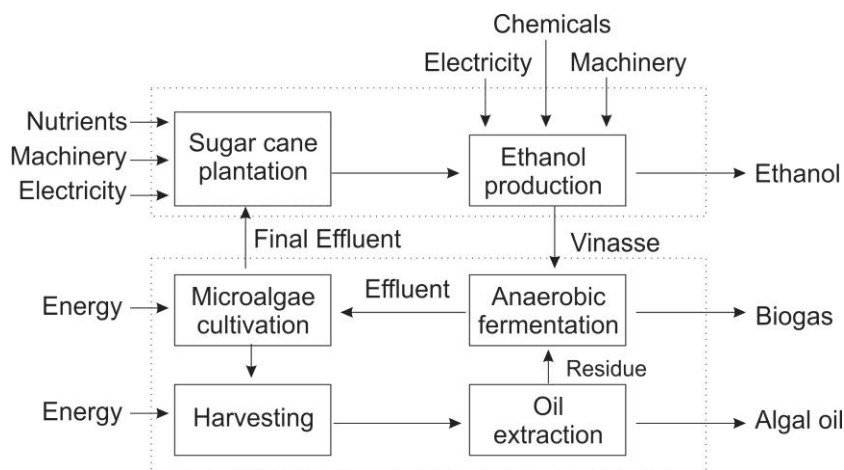 Chemicals
Electricity
Machinery
Nutrients
Machinery
Electricity
Sugar cane
plantation
Ethanol
production
Ethanol
Final Effluent
Vinasse
Energy
Microalgae
cultivation
Effluent
Anaerobic
fermentation
Biogas
Residue
Energy
Harvesting
Oil
extraction
Algal oil